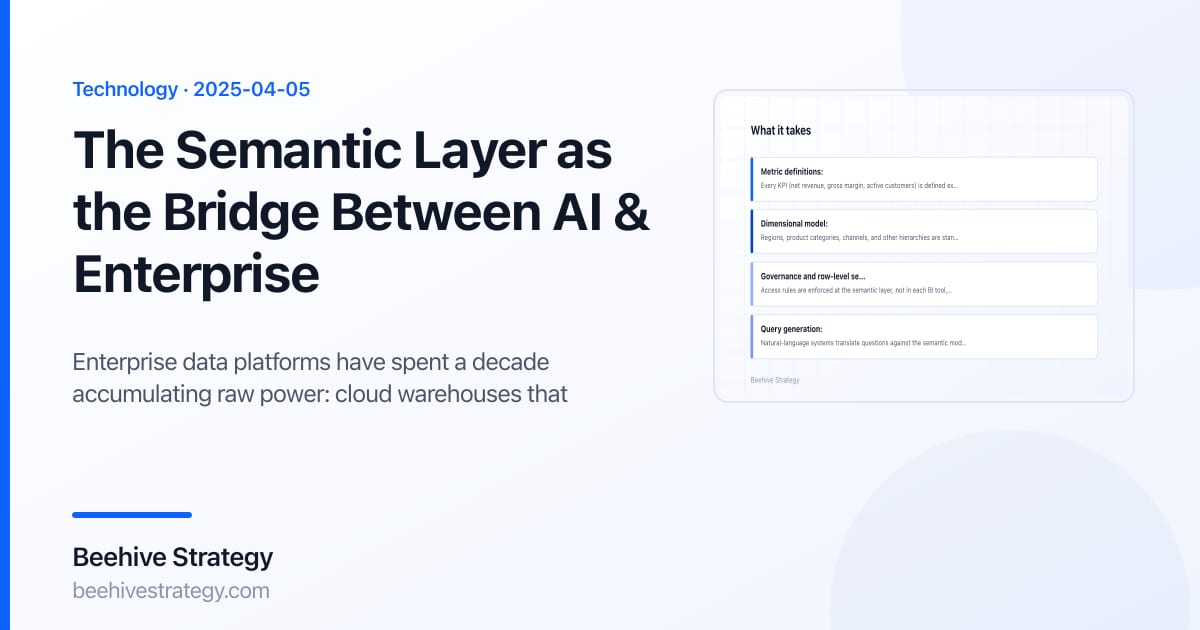 Technology · 2025-04-05
The Semantic Layer as
the Bridge Between AI &
Enterprise
Enterprise data platforms have spent a decade
accumulating raw power: cloud warehouses that
Beehive Strategy
beehivestrategy.com
What it takes
Metric definitions:
Every KPI (net revenue, gross margin, active customers) is defined ex...
Dimensional model:
Regions, product categories, channels, and other hierarchies are stan...
Governance and row-level se...
Access rules are enforced at the semantic layer, not in each BI tool,...
Query generation:
Natural-language systems translate questions against the semantic mod...
Beehive Strategy